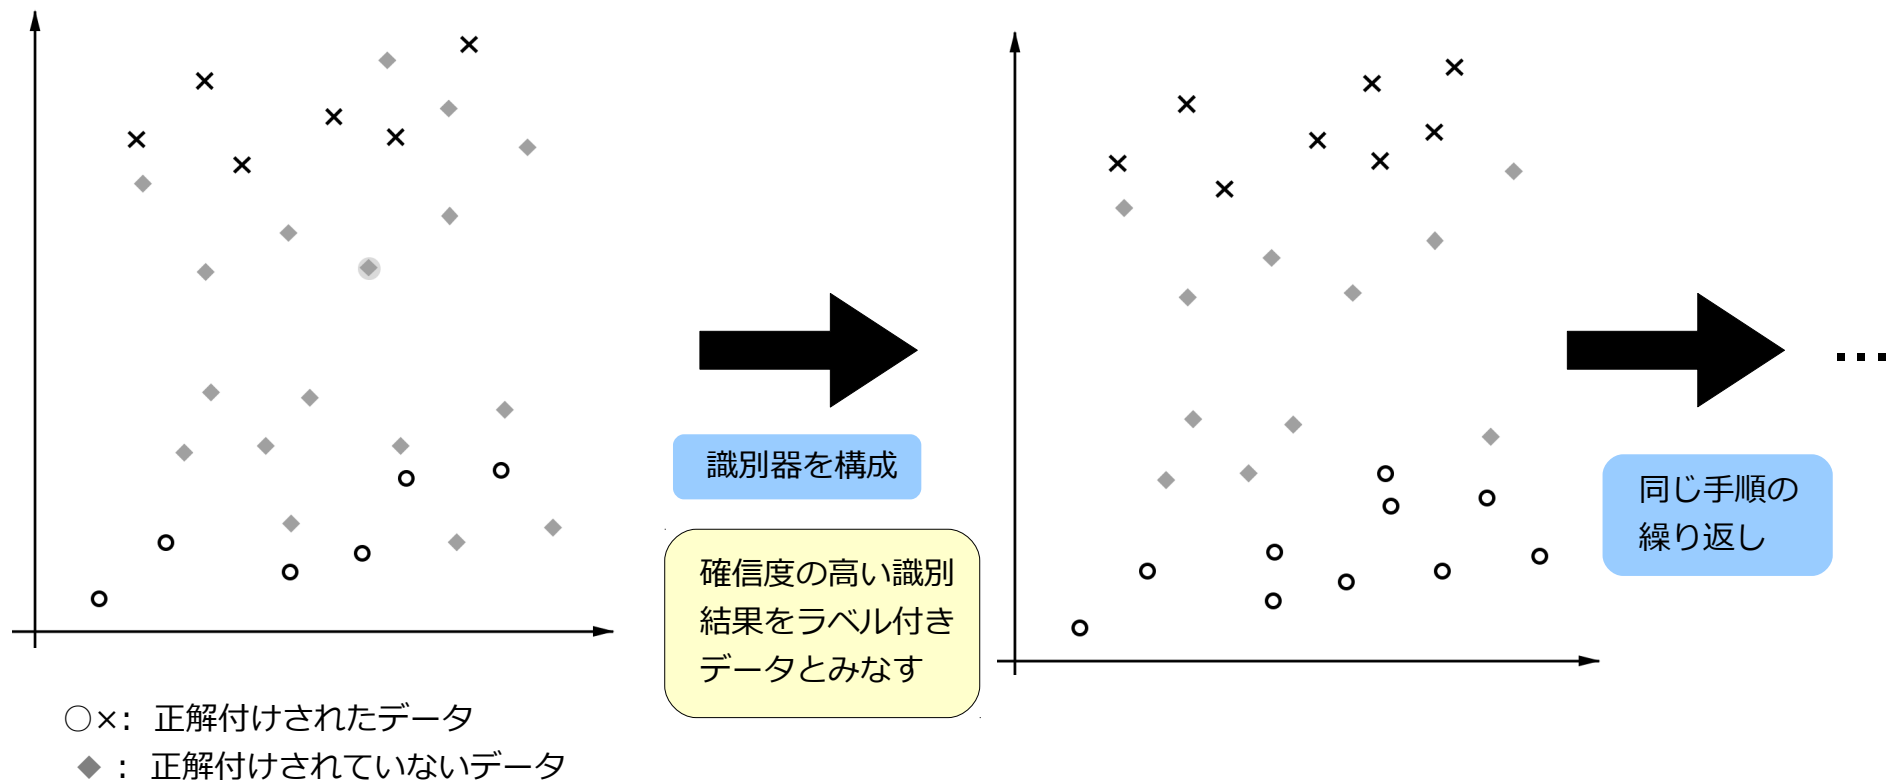 識別器を構成
確信度の高い識別
結果をラベル付き
データとみなす
同じ手順の
繰り返し
…
○×: 正解付けされたデータ
◆ : 正解付けされていないデータ